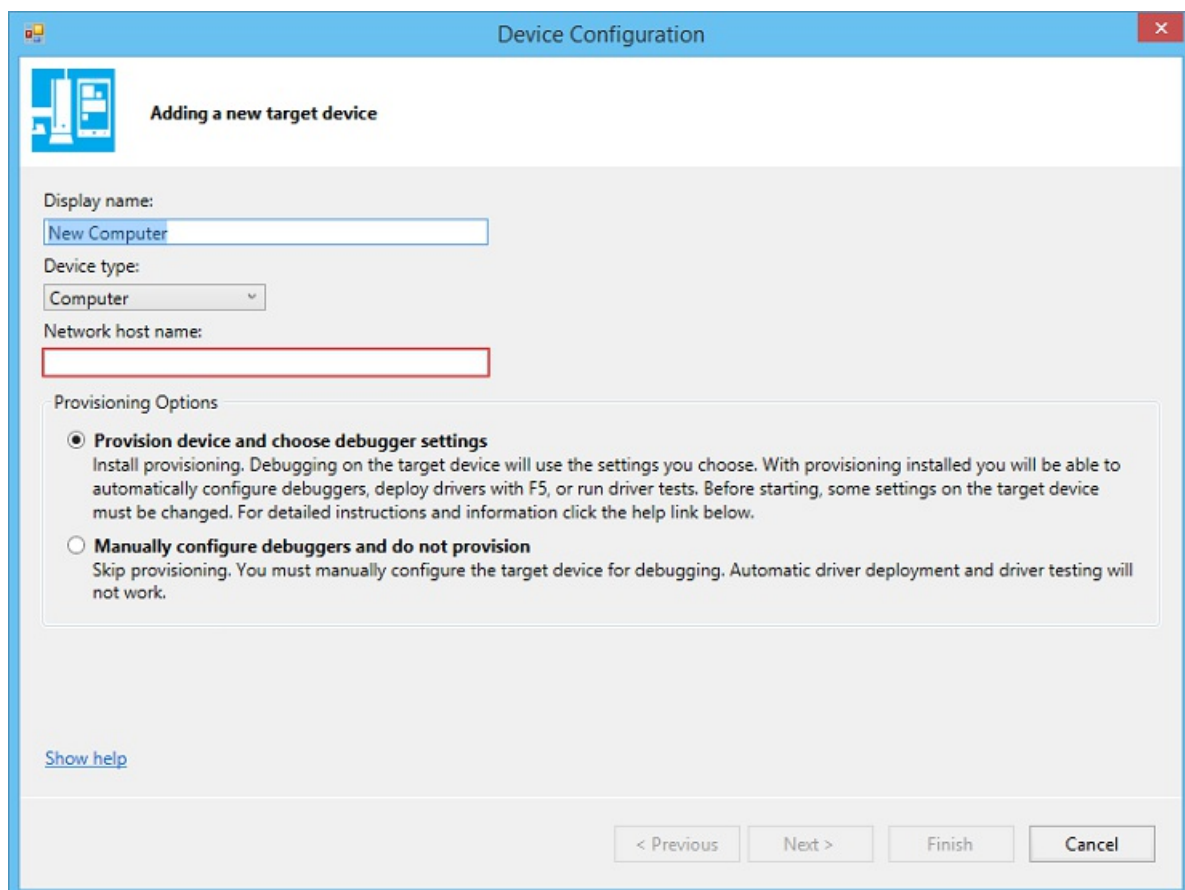 Device Configuration
Adding a new target device
Display name:
New Computer
Device type:
Computer
Network host name:
Provisioning Options
Provision device and choose debugger settings
Install provisioning. Debugging on the target device will use the settings you choose. With provisioning installed you will be able to
automatically configure debuggers, deploy drivers with F5, or run driver tests. Before starting, some settings on the target device
must be changed. For detailed instructions and information click the help link below.
Manually configure debuggers and do not provision
Skip provisioning. You must manually configure the target device for debugging. Automatic driver deployment and driver testing will
not work.
Show help
< Previous Next > Finish Cancel